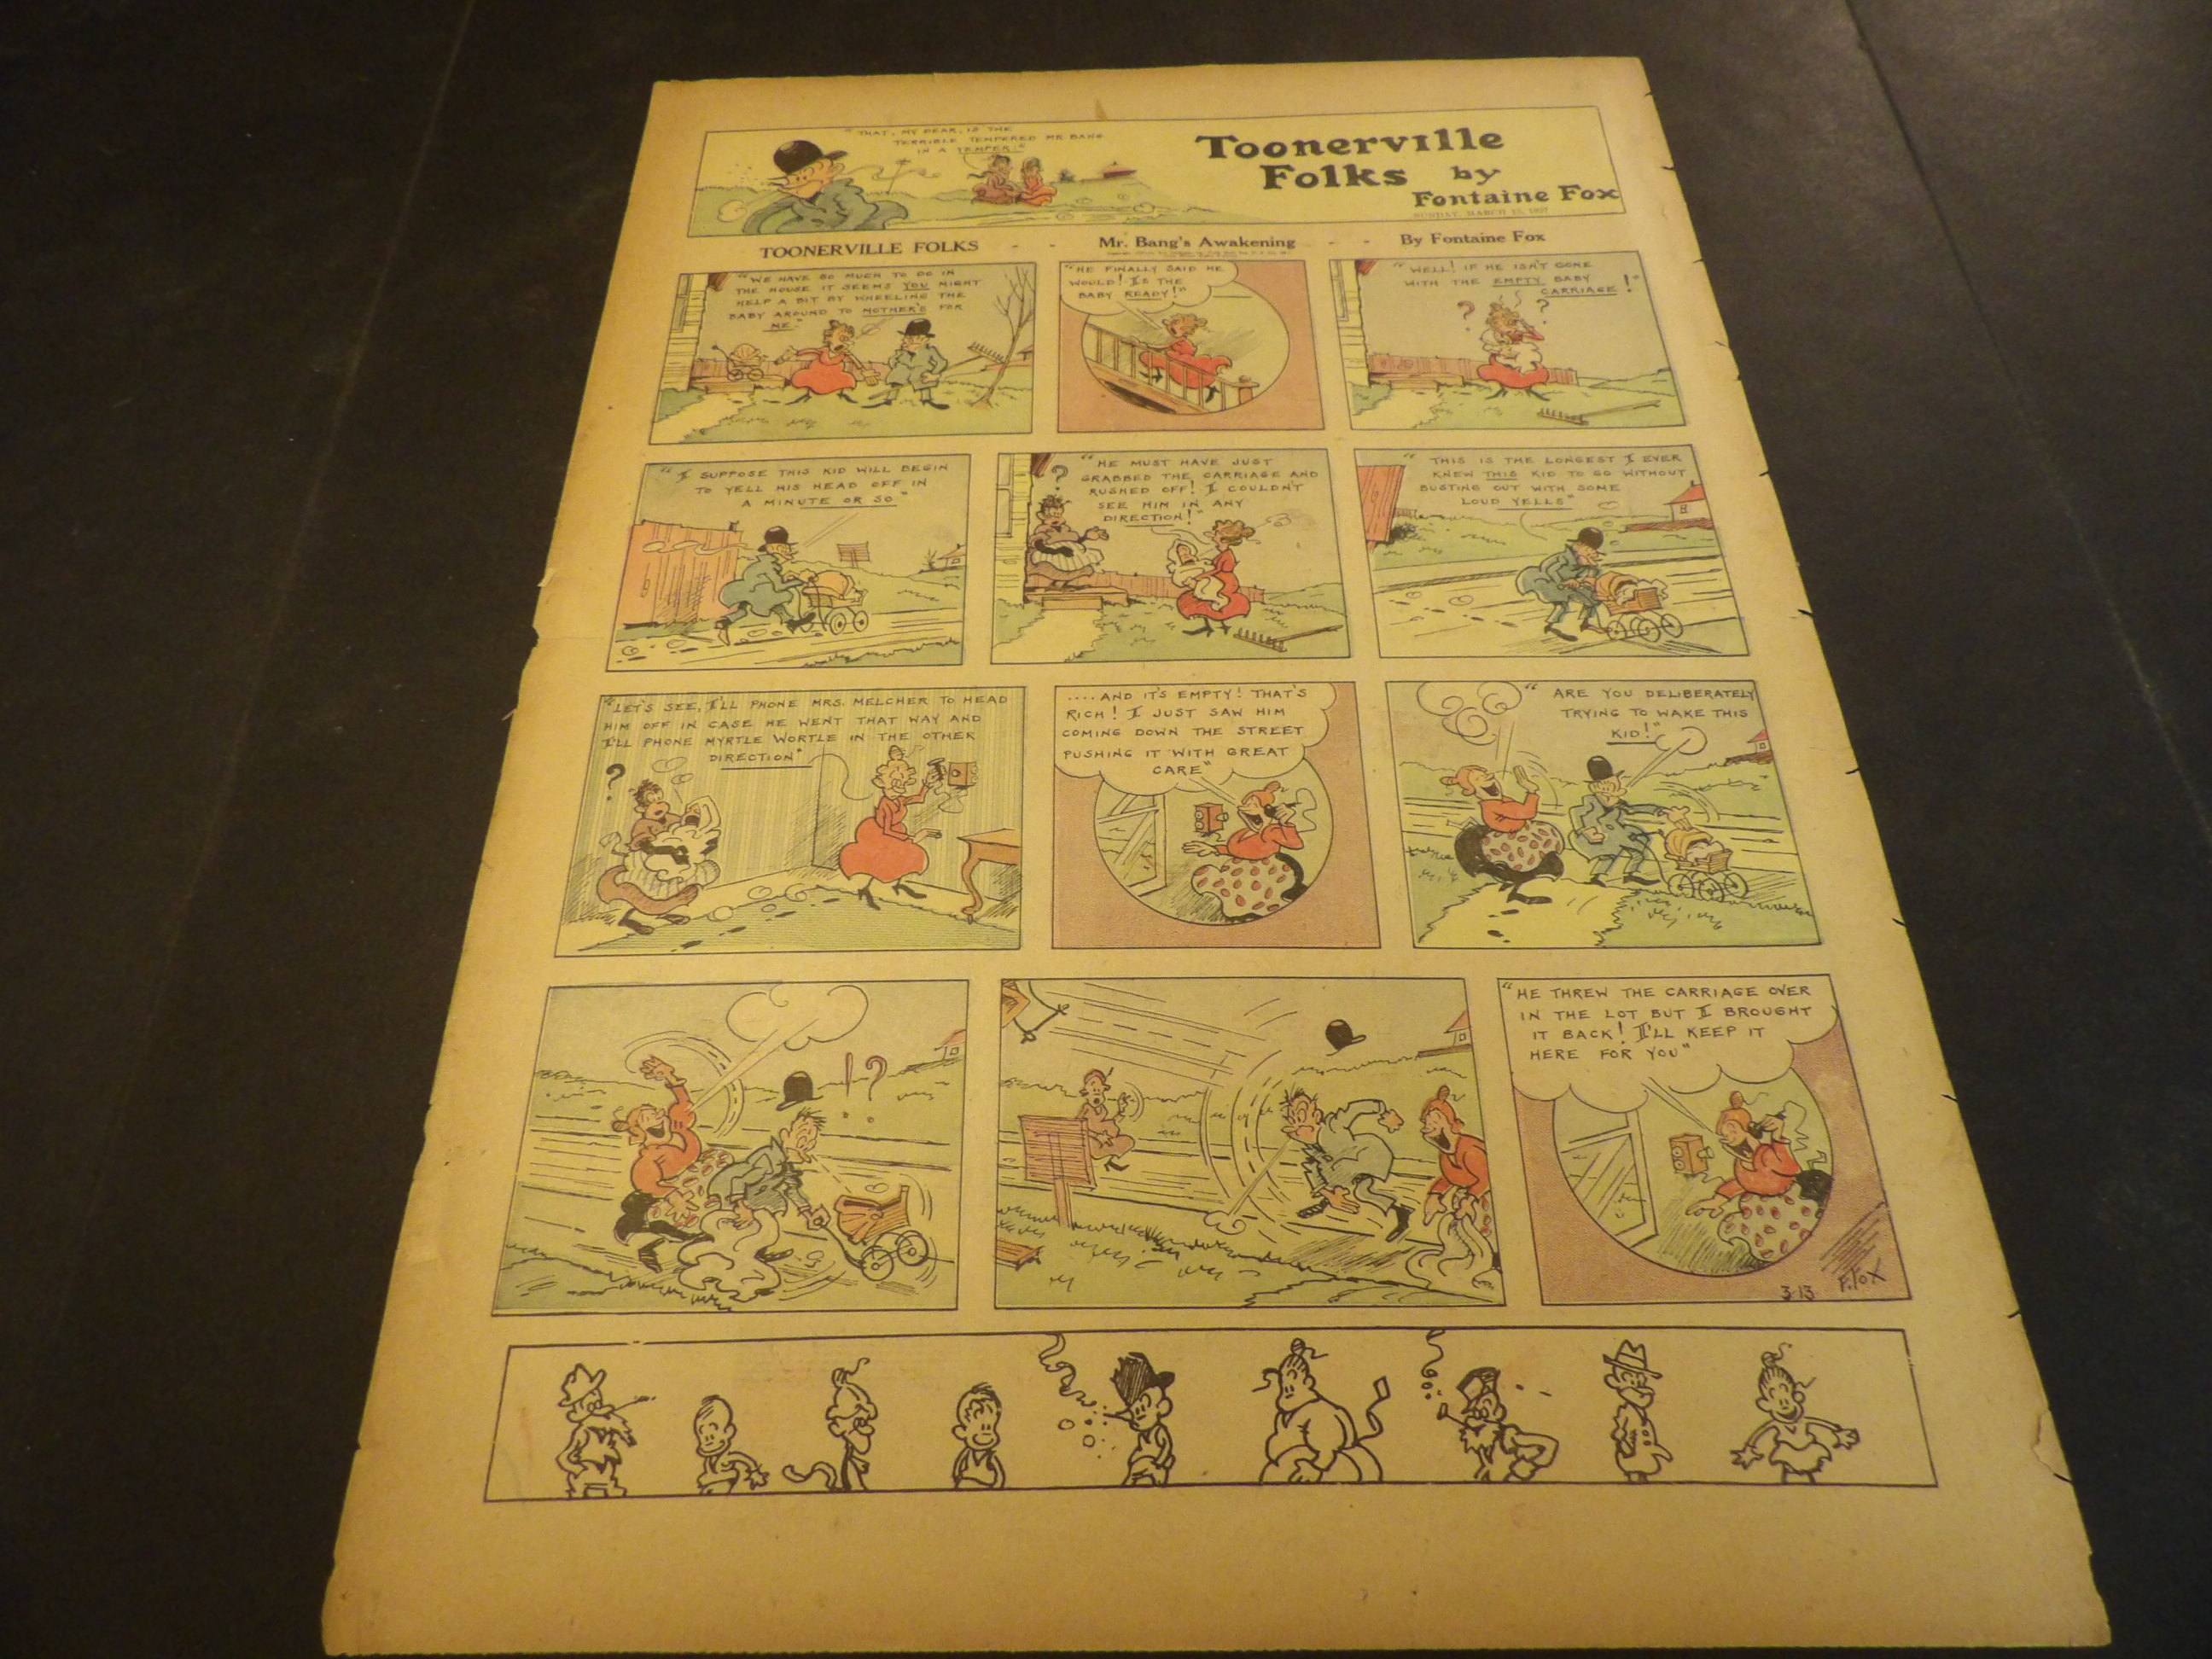 "THAT, MY DEAR, IS THE
TERRIBLE TEMPERED MR. BANG
IN A TEMPER!"
Toonerville
Folks by
Fontaine Fox
SUNDAY, MARCH
TOONERVILLE FOLKS - - Mr. Bang's Awakening - - By Fontaine Fox
"WE HAVE SO MUCH TO DO IN
THE HOUSE IT SEEMS YOU MIGHT
HELP A BIT BY WHEELING THE
BABY AROUND TO MOTHER'S FOR
ME."
"HE FINALLY SAID HE
WOULD! IS THE
BABY READY!"
"WELL! IF HE ISN'T GONE
WITH THE EMPTY BABY
CARRIAGE!"
? ?
"I SUPPOSE THIS KID WILL BEGIN
TO YELL HIS HEAD OFF IN
A MINUTE OR SO"
?
"HE MUST HAVE JUST
GRABBED THE CARRIAGE AND
RUSHED OFF! I COULDN'T
SEE HIM IN ANY
DIRECTION!"
"THIS IS THE LONGEST I EVER
KNEW THIS KID TO GO WITHOUT
BUSTING OUT WITH SOME
LOUD YELLS"
"LET'S SEE, I'LL PHONE MRS. MELCHER TO HEAD
HIM OFF IN CASE HE WENT THAT WAY AND
I'LL PHONE MYRTLE WORTLE IN THE OTHER
DIRECTION"
?
....AND IT'S EMPTY! THAT'S
RICH! I JUST SAW HIM
COMING DOWN THE STREET
PUSHING IT WITH GREAT
CARE"
"ARE YOU DELIBERATELY
TRYING TO WAKE THIS
KID!"
!?
"HE THREW THE CARRIAGE OVER
IN THE LOT BUT I BROUGHT
IT BACK! I'LL KEEP IT
HERE FOR YOU"
3-13 F. FOX